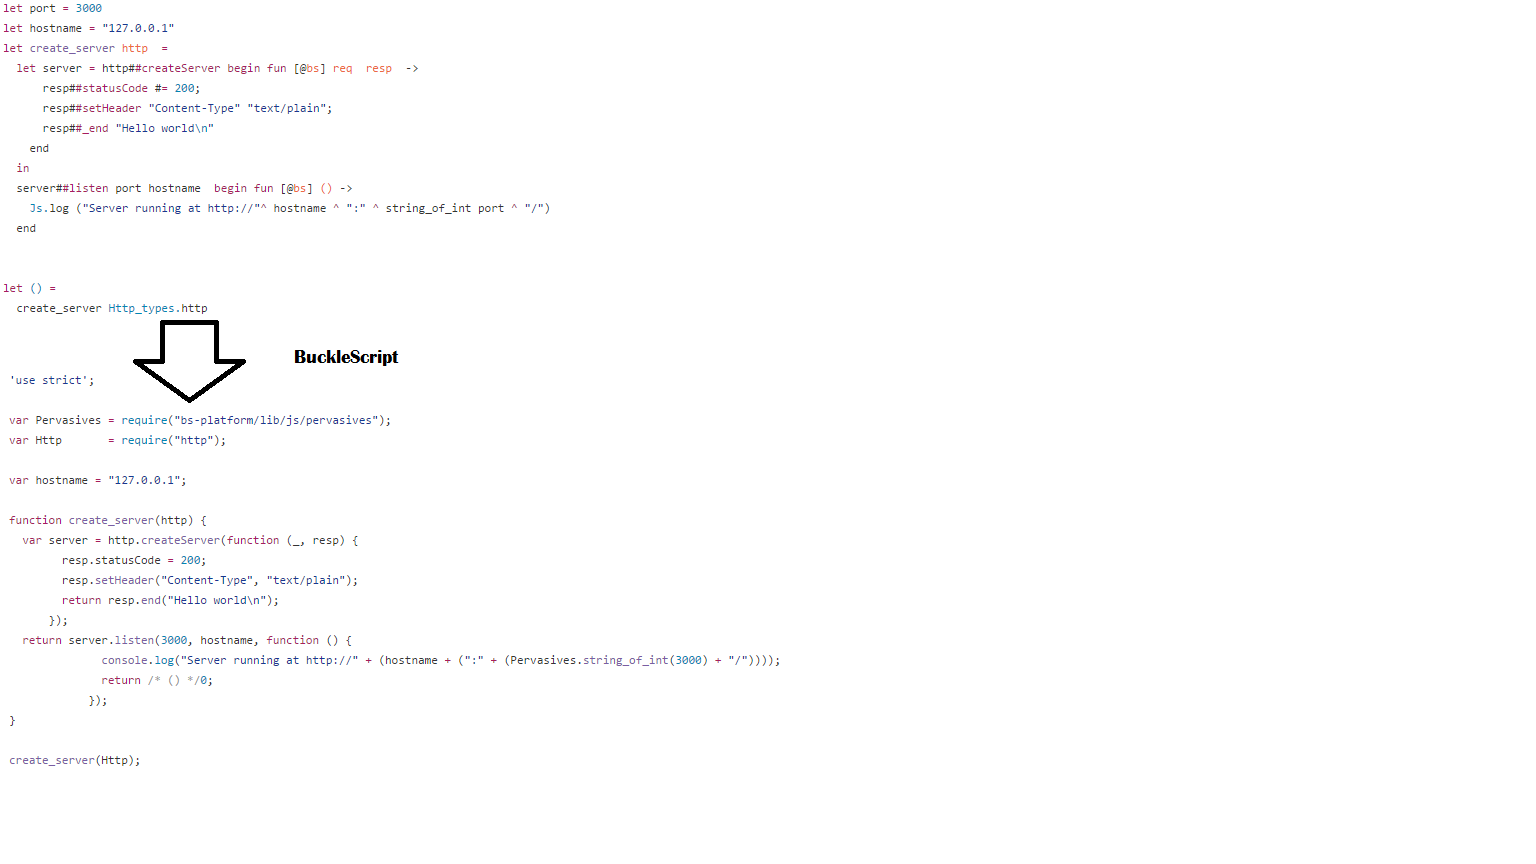 let port = 3000
let hostname = "127.0.0.1"
let create_server http  =
  let server = http##createServer begin fun [@bs] req  resp  ->
      resp##statusCode #= 200;
      resp##setHeader "Content-Type" "text/plain";
      resp##_end "Hello world\n"
    end
  in
  server##listen port hostname  begin fun [@bs] () ->
    Js.log ("Server running at http://"^ hostname ^ ":" ^ string_of_int port ^ "/")
  end
let () =
  create_server Http_types.http
BuckleScript
'use strict';
var Pervasives = require("bs-platform/lib/js/pervasives");
var Http       = require("http");
var hostname = "127.0.0.1";
function create_server(http) {
  var server = http.createServer(function (_, resp) {
        resp.statusCode = 200;
        resp.setHeader("Content-Type", "text/plain");
        return resp.end("Hello world\n");
      });
  return server.listen(3000, hostname, function () {
              console.log("Server running at http://" + (hostname + (":" + (Pervasives.string_of_int(3000) + "/"))));
              return /* () */0;
            });
}
create_server(Http);